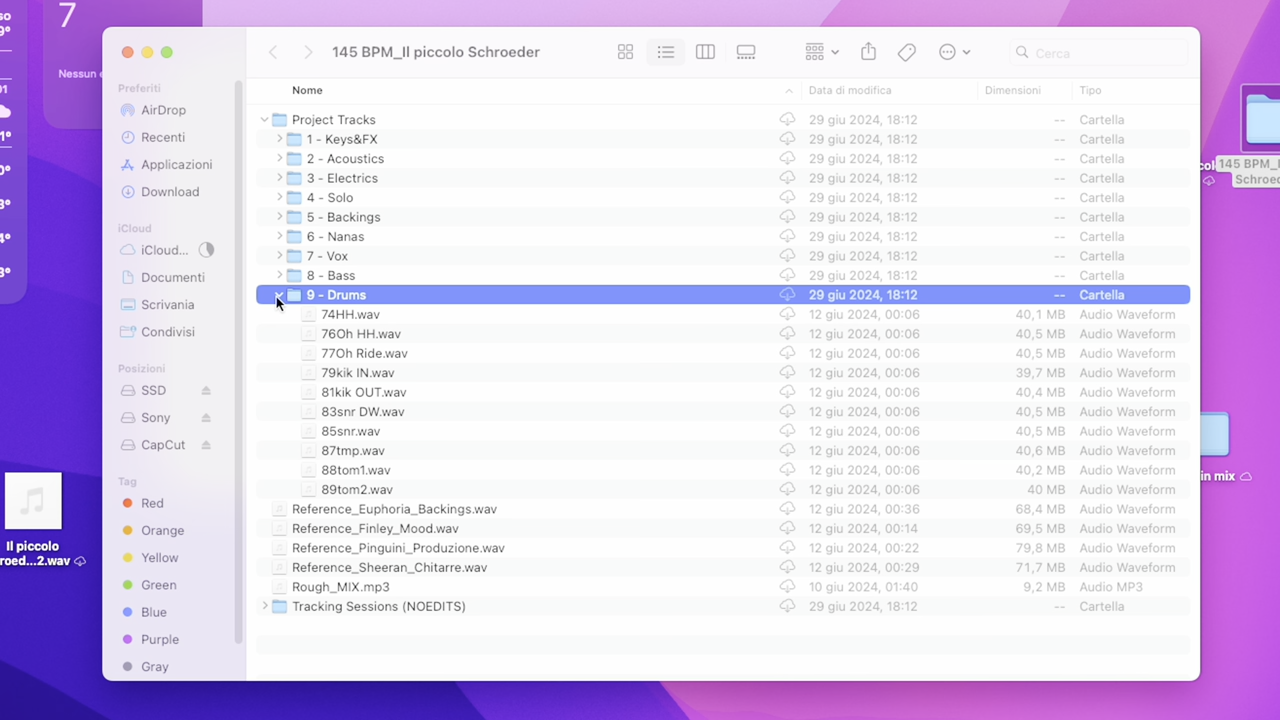 7
Nessun
145 BPM_Il piccolo Schroeder
Cerca
Preferiti
AirDrop
Recenti
Applicazioni
Download
iCloud
iCloud...
Documenti
Scrivania
Condivisi
Posizioni
SSD
Sony
CapCut
Tag
Red
Orange
Yellow
Green
Blue
Purple
Gray
Nome Data di modifica Dimensioni Tipo
Project Tracks 29 giu 2024, 18:12 -- Cartella
1 - Keys&FX 29 giu 2024, 18:12 -- Cartella
2 - Acoustics 29 giu 2024, 18:12 -- Cartella
3 - Electrics 29 giu 2024, 18:12 -- Cartella
4 - Solo 29 giu 2024, 18:12 -- Cartella
5 - Backings 29 giu 2024, 18:12 -- Cartella
6 - Nanas 29 giu 2024, 18:12 -- Cartella
7 - Vox 29 giu 2024, 18:12 -- Cartella
8 - Bass 29 giu 2024, 18:12 -- Cartella
9 - Drums 29 giu 2024, 18:12 -- Cartella
74HH.wav 12 giu 2024, 00:06 40,1 MB Audio Waveform
76Oh HH.wav 12 giu 2024, 00:06 40,5 MB Audio Waveform
77Oh Ride.wav 12 giu 2024, 00:06 40,5 MB Audio Waveform
79kik IN.wav 12 giu 2024, 00:06 39,7 MB Audio Waveform
81kik OUT.wav 12 giu 2024, 00:06 40,4 MB Audio Waveform
83snr DW.wav 12 giu 2024, 00:06 40,5 MB Audio Waveform
85snr.wav 12 giu 2024, 00:06 40,5 MB Audio Waveform
87tmp.wav 12 giu 2024, 00:06 40,6 MB Audio Waveform
88tom1.wav 12 giu 2024, 00:06 40,2 MB Audio Waveform
89tom2.wav 12 giu 2024, 00:06 40 MB Audio Waveform
Reference_Euphoria_Backings.wav 12 giu 2024, 00:36 68,4 MB Audio Waveform
Reference_Finley_Mood.wav 12 giu 2024, 00:14 69,5 MB Audio Waveform
Reference_Pinguini_Produzione.wav 12 giu 2024, 00:22 79,8 MB Audio Waveform
Reference_Sheeran_Chitarre.wav 12 giu 2024, 00:29 71,7 MB Audio Waveform
Rough_MIX.mp3 10 giu 2024, 01:40 9,2 MB Audio MP3
Tracking Sessions (NOEDITS) 29 giu 2024, 18:12 -- Cartella
145 BPM_Il
Schroe
in mix
Il piccolo
roed...2.wav